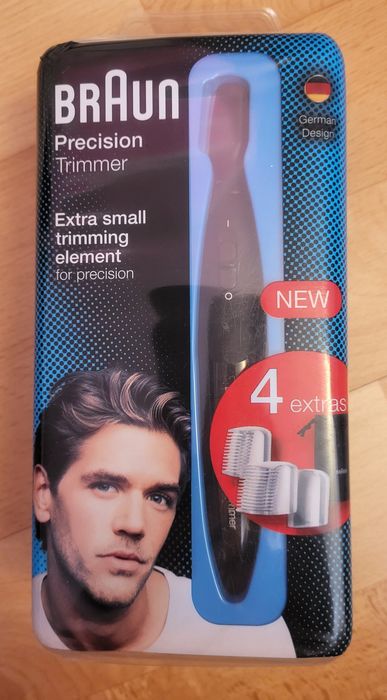 BRAUN
Precision
Trimmer
German
Design
Extra small
trimming
element
for precision
NEW
4 extras